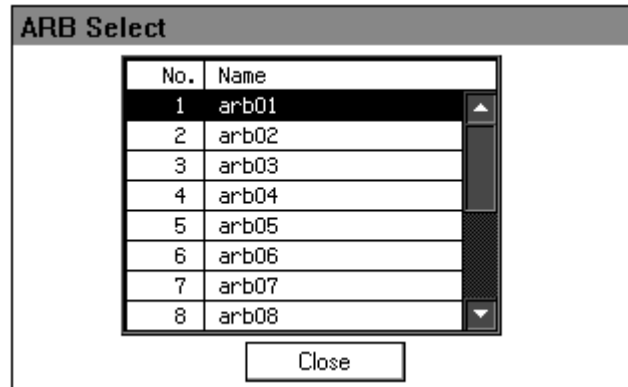 ARB Select
No. Name
1 arb01
2 arb02
3 arb03
4 arb04
5 arb05
6 arb06
7 arb07
8 arb08
Close